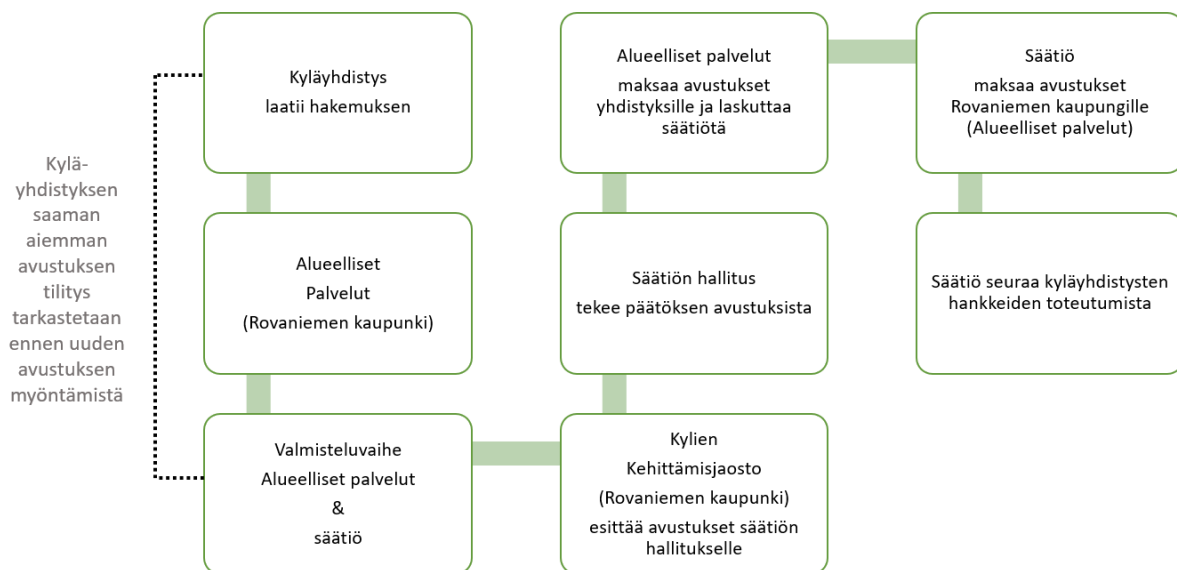 Kylä-
yhdistyksen
saaman
aiemman
avustuksen
tilitys
tarkastetaan
ennen uuden
avustuksen
myöntämistä
Kyläyhdistys
laatii hakemuksen
Alueelliset
Palvelut
(Rovaniemen kaupunki)
Valmisteluvaihe
Alueelliset palvelut
&
säätiö
Kylien
Kehittämisjaosto
(Rovaniemen kaupunki)
esittää avustukset säätiön
hallitukselle
Säätiön hallitus
tekee päätöksen avustuksista
Alueelliset palvelut
maksaa avustukset
yhdistyksille ja laskuttaa
säätiötä
Säätiö
maksaa avustukset
Rovaniemen kaupungille
(Alueelliset palvelut)
Säätiö seuraa kyläyhdistysten
hankkeiden toteutumista